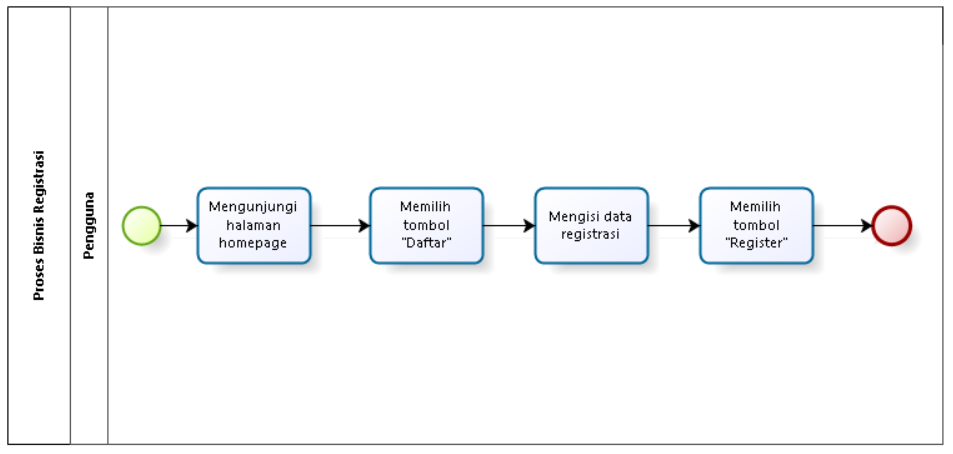 Proses Bisnis Registrasi
Pengguna
Mengunjungi
halaman
homepage
Memilih
tombol
"Daftar"
Mengisi data
registrasi
Memilih
tombol
"Register"